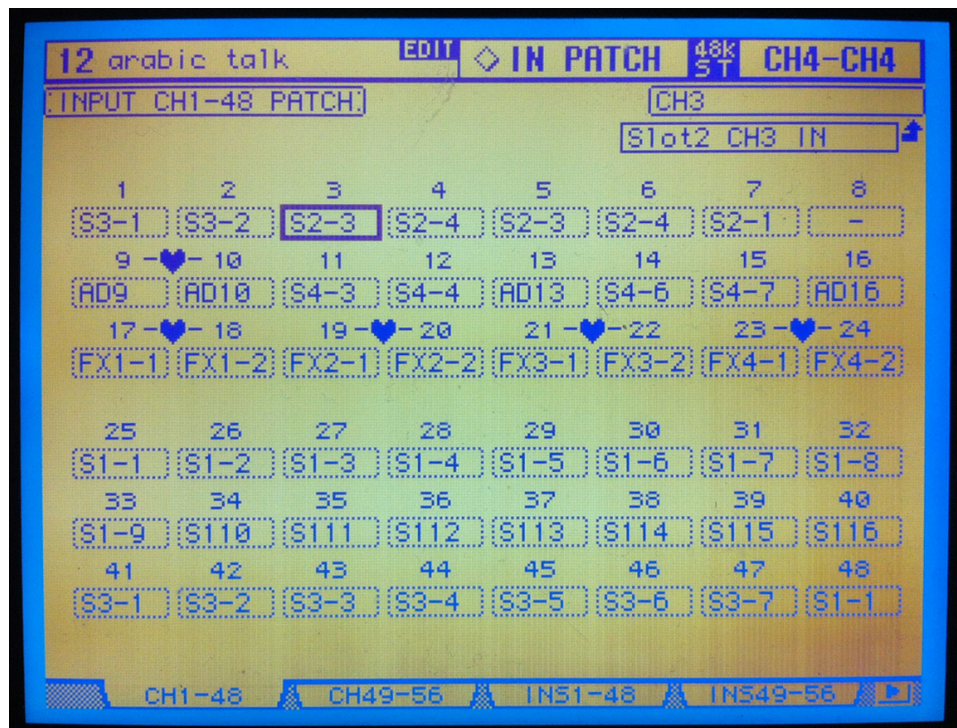 12 arabic talk EDIT ◇ IN PATCH 48k ST CH4-CH4
INPUT CH1-48 PATCH CH3
Slot2 CH3 IN
1 2 3 4 5 6 7 8
S3-1 S3-2 S2-3 S2-4 S2-3 S2-4 S2-1 -
9 -♥- 10 11 12 13 14 15 16
AD9 AD10 S4-3 S4-4 AD13 S4-6 S4-7 AD16
17 -♥- 18 19 -♥- 20 21 -♥- 22 23 -♥- 24
FX1-1 FX1-2 FX2-1 FX2-2 FX3-1 FX3-2 FX4-1 FX4-2
25 26 27 28 29 30 31 32
S1-1 S1-2 S1-3 S1-4 S1-5 S1-6 S1-7 S1-8
33 34 35 36 37 38 39 40
S1-9 S110 S111 S112 S113 S114 S115 S116
41 42 43 44 45 46 47 48
S3-1 S3-2 S3-3 S3-4 S3-5 S3-6 S3-7 S1-1
CH1-48 CH49-56 INS1-48 INS49-56